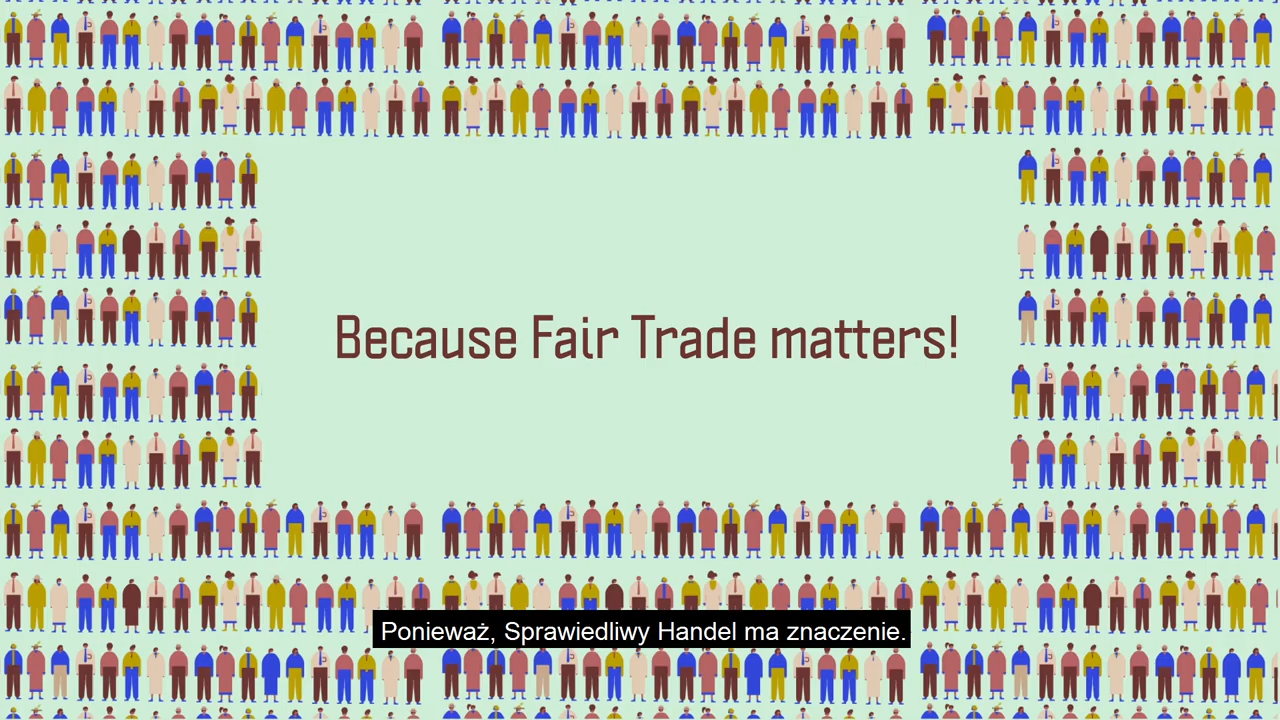 Because Fair Trade matters!
Ponieważ, Sprawiedliwy Handel ma znaczenie.